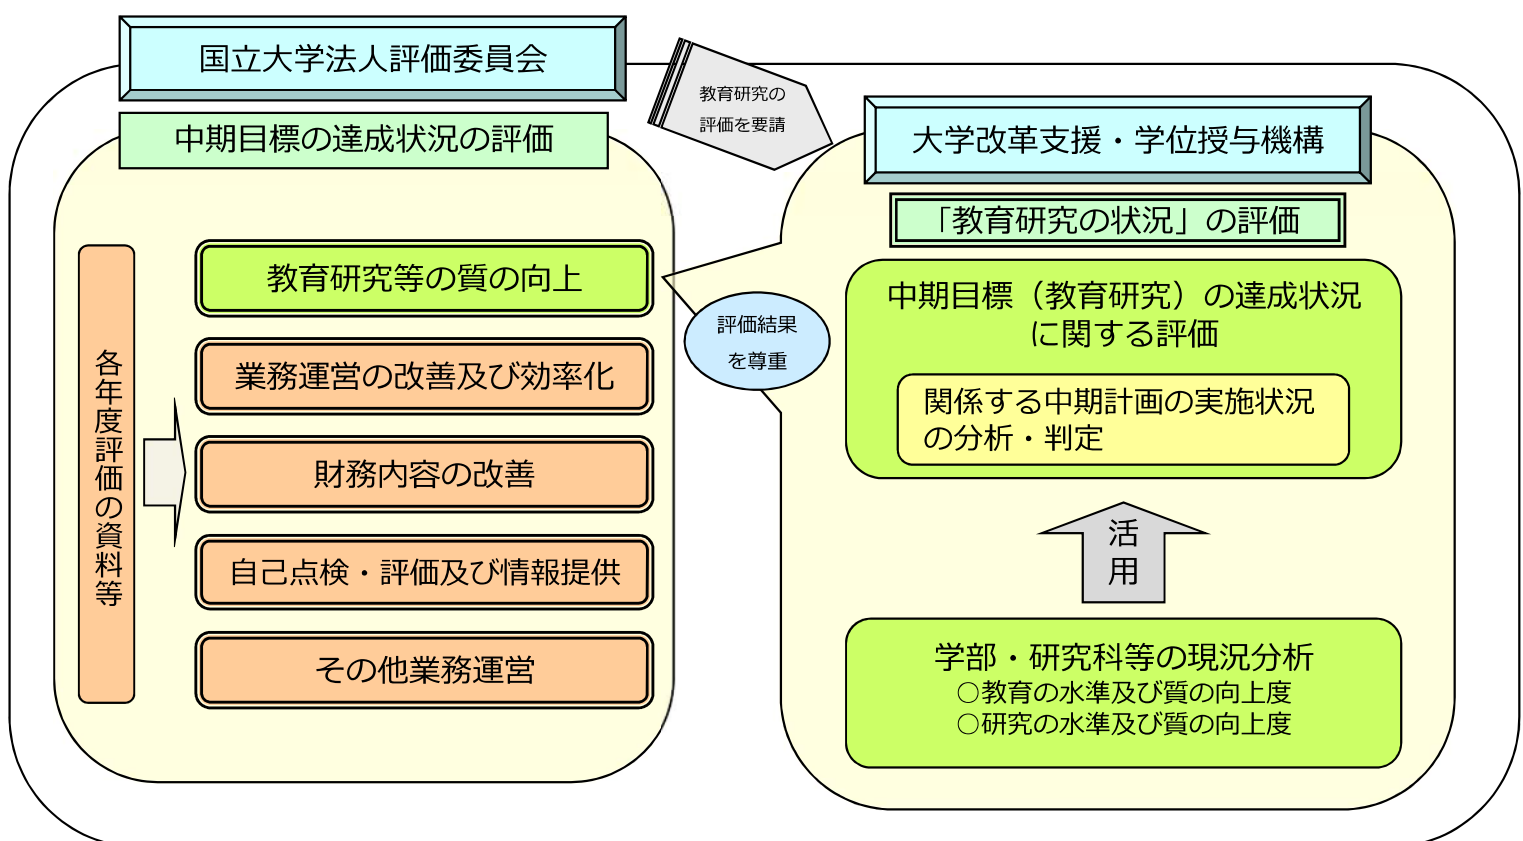 国立大学法人評価委員会
中期目標の達成状況の評価
各年度評価の資料等
教育研究等の質の向上
業務運営の改善及び効率化
財務内容の改善
自己点検・評価及び情報提供
その他業務運営
教育研究の
評価を要請
評価結果
を尊重
大学改革支援・学位授与機構
「教育研究の状況」の評価
中期目標（教育研究）の達成状況
に関する評価
関係する中期計画の実施状況
の分析・判定
活
用
学部・研究科等の現況分析
○教育の水準及び質の向上度
○研究の水準及び質の向上度